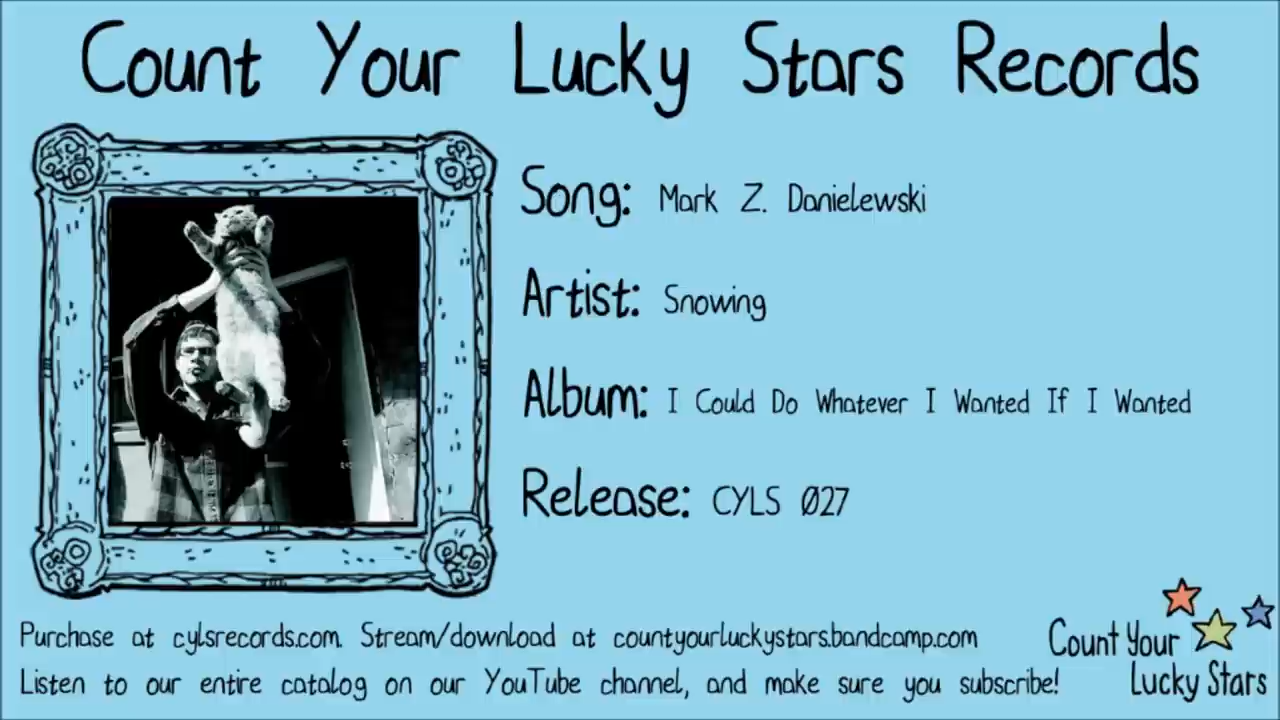 Count Your Lucky Stars Records
Song: Mark Z. Danielewski
Artist: Snowing
Album: I Could Do Whatever I Wanted If I Wanted
Release: CYLS 027
Purchase at cylsrecords.com. Stream/download at countyourluckystars.bandcamp.com
Listen to our entire catalog on our YouTube channel, and make sure you subscribe!
Count Your
Lucky Stars